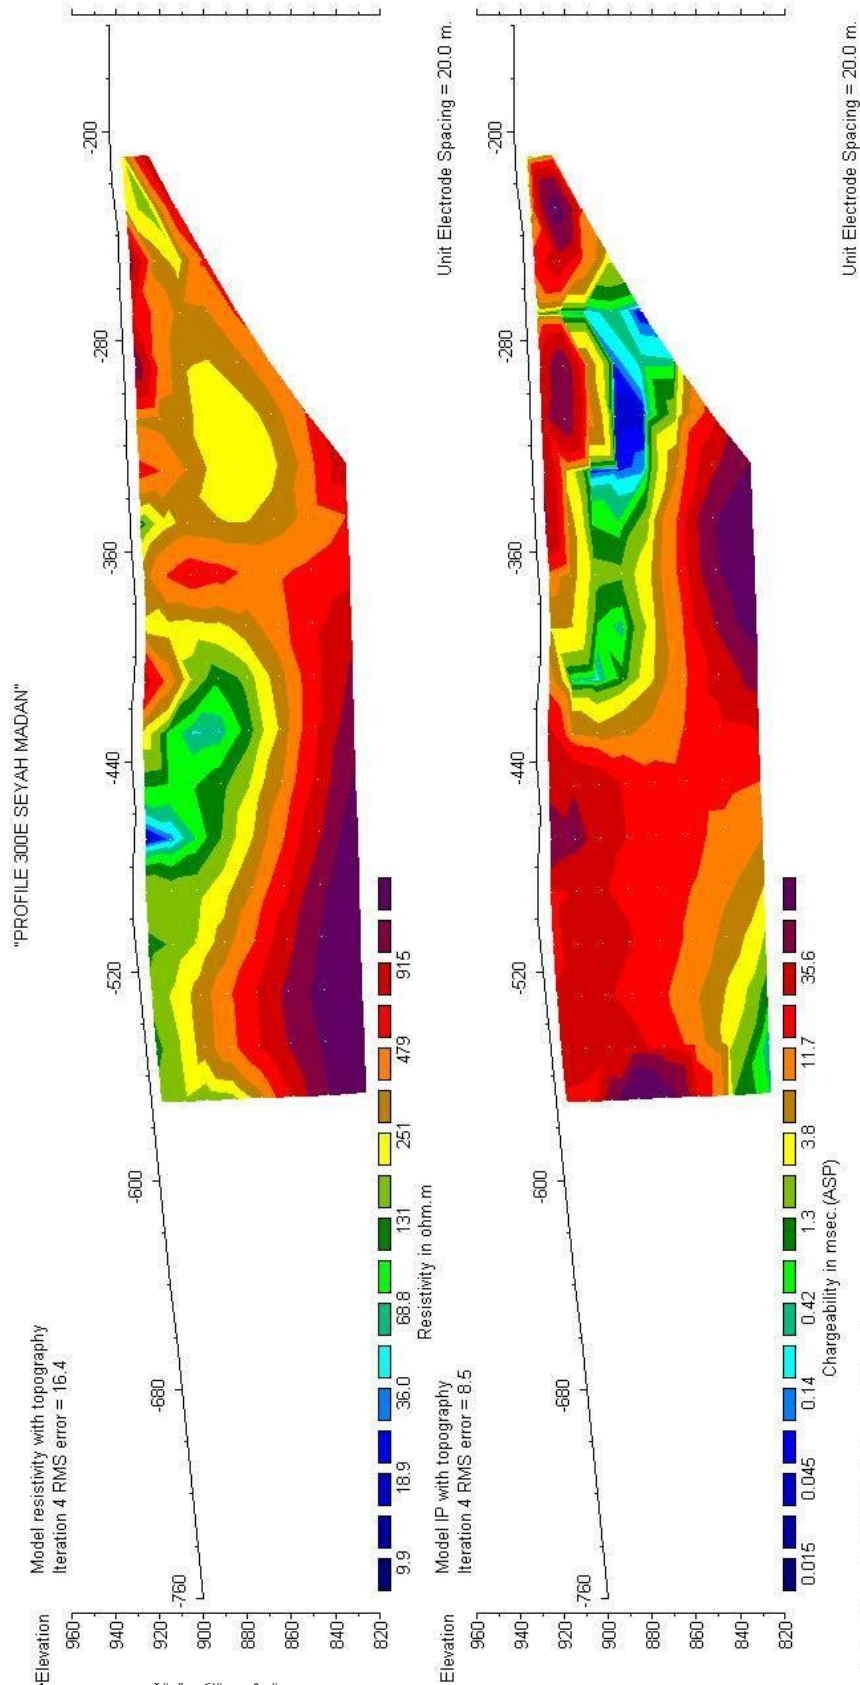 "PROFILE 300E SEYAH MADAN"
Elevation
Model resistivity with topography
Iteration 4 RMS error = 16.4
960
940
920
900
880
860
840
820
-760
-680
-600
-520
-440
-360
-280
-200
9.9 18.9 36.0 68.8 131 251 479 915
Resistivity in ohm.m
Unit Electrode Spacing = 20.0 m.
Elevation
Model IP with topography
Iteration 4 RMS error = 8.5
960
940
920
900
880
860
840
820
-760
-680
-600
-520
-440
-360
-280
-200
0.015 0.045 0.14 0.42 1.3 3.8 11.7 35.6
Chargeability in msec.(ASP)
Unit Electrode Spacing = 20.0 m.